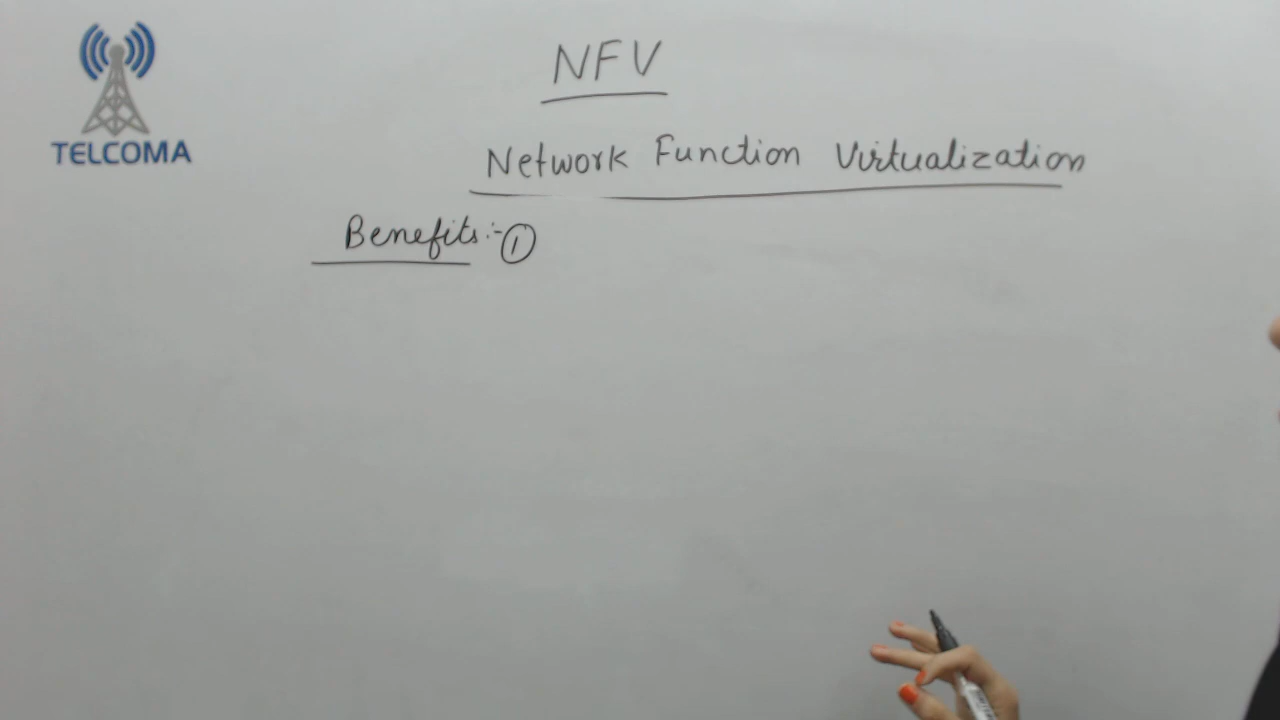 TELCOMA
NFV
Network Function Virtualization
Benefits:- ①